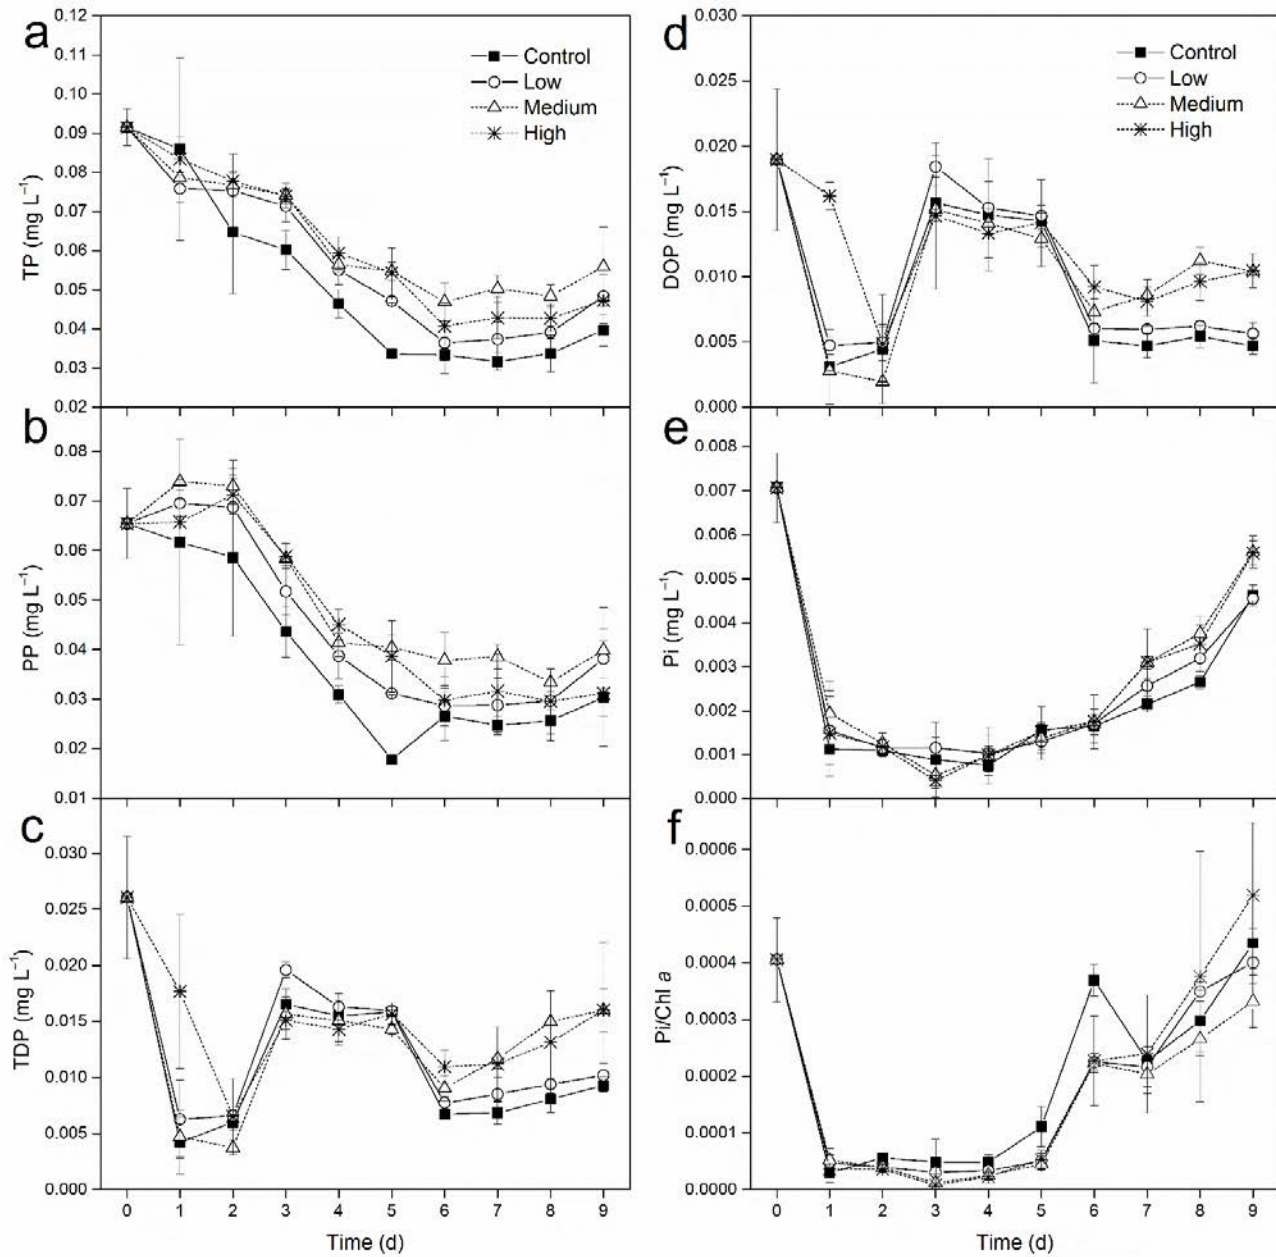 a
0.12
0.11
0.10
0.09
0.08
0.07
0.06
0.05
0.04
0.03
0.02
TP (mg L⁻¹)
Control
Low
Medium
High
b
0.08
0.07
0.06
0.05
0.04
0.03
0.02
0.01
PP (mg L⁻¹)
c
0.030
0.025
0.020
0.015
0.010
0.005
0.000
TDP (mg L⁻¹)
0 1 2 3 4 5 6 7 8 9
Time (d)
d
0.030
0.025
0.020
0.015
0.010
0.005
0.000
DOP (mg L⁻¹)
Control
Low
Medium
High
e
0.008
0.007
0.006
0.005
0.004
0.003
0.002
0.001
0.000
Pi (mg L⁻¹)
f
0.0006
0.0005
0.0004
0.0003
0.0002
0.0001
0.0000
Pi/Chl a
0 1 2 3 4 5 6 7 8 9
Time (d)